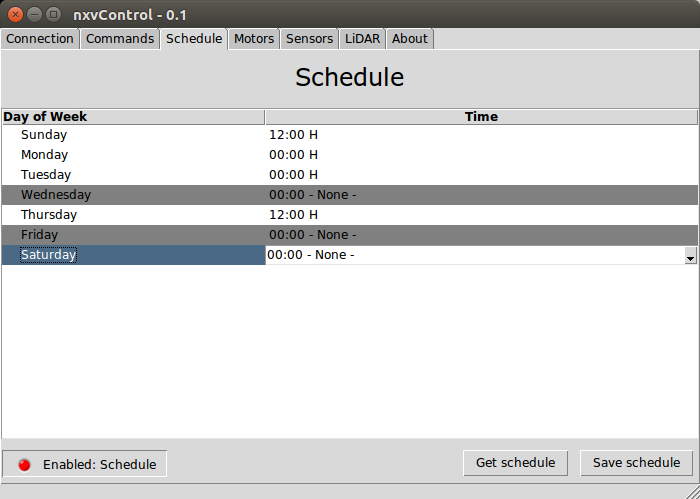 nxvControl - 0.1
Connection Commands Schedule Motors Sensors LiDAR About
Schedule
Day of Week Time
Sunday 12:00 H
Monday 00:00 H
Tuesday 00:00 H
Wednesday 00:00 - None -
Thursday 12:00 H
Friday 00:00 - None -
Saturday 00:00 - None -
Enabled: Schedule Get schedule Save schedule